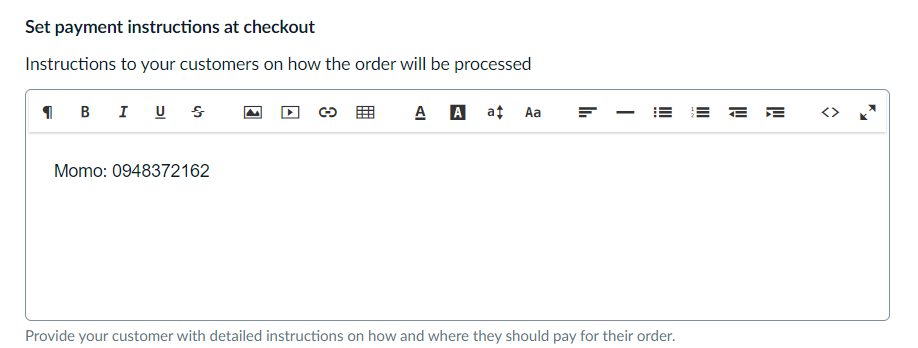 Set payment instructions at checkout
Instructions to your customers on how the order will be processed
¶ B I U S A A a Aa <>
Momo: 0948372162
Provide your customer with detailed instructions on how and where they should pay for their order.